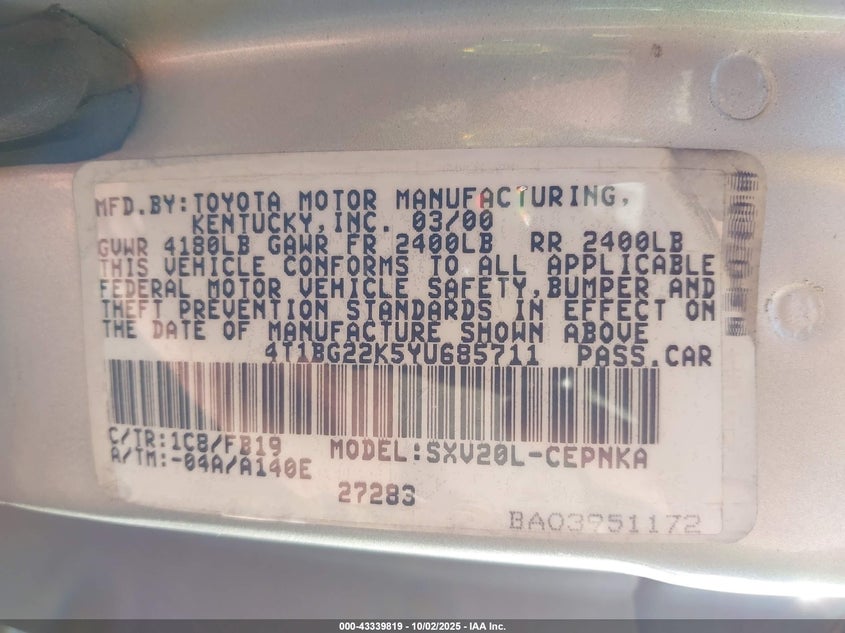 MFD.BY:TOYOTA MOTOR MANUFACTURING,
KENTUCKY,INC. 03/00
GVWR 4180LB GAWR FR 2400LB RR 2400LB
THIS VEHICLE CONFORMS TO ALL APPLICABLE
FEDERAL MOTOR VEHICLE SAFETY,BUMPER AND
THEFT PREVENTION STANDARDS IN EFFECT ON
THE DATE OF MANUFACTURE SHOWN ABOVE
4T1BG22K5YU685711 PASS.CAR
C/TR:1C8/FB19 MODEL:SXV20L-CEPNKA
A/TM:-04A/A140E
27283
BA03951172
000-43339819 - 10/02/2025 - IAA Inc.